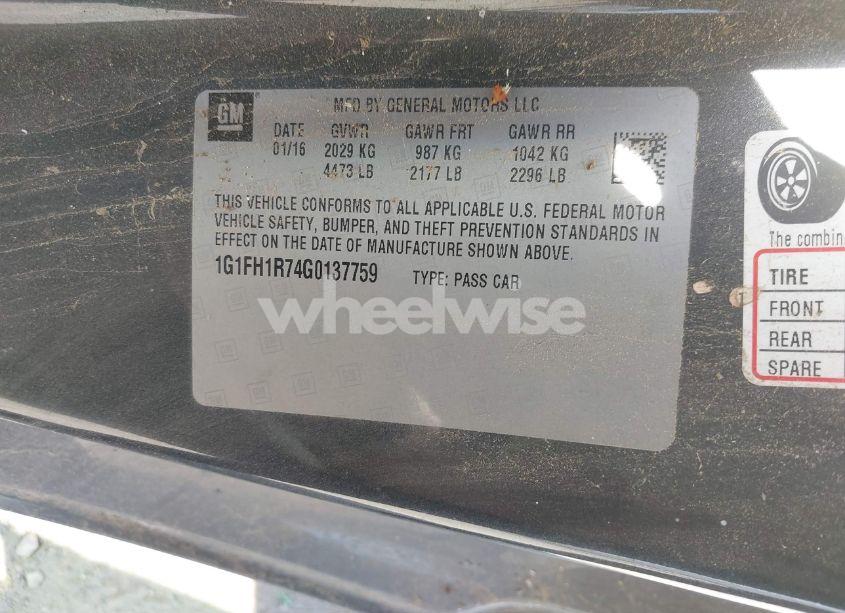 GM
MFD BY GENERAL MOTORS LLC
DATE GVWR GAWR FRT GAWR RR
01/16 2029 KG 987 KG 1042 KG
4473 LB 2177 LB 2296 LB
THIS VEHICLE CONFORMS TO ALL APPLICABLE U.S. FEDERAL MOTOR
VEHICLE SAFETY, BUMPER, AND THEFT PREVENTION STANDARDS IN
EFFECT ON THE DATE OF MANUFACTURE SHOWN ABOVE.
1G1FH1R74G0137759 TYPE: PASS CAR
wheelwise
The combin
TIRE
FRONT
REAR
SPARE